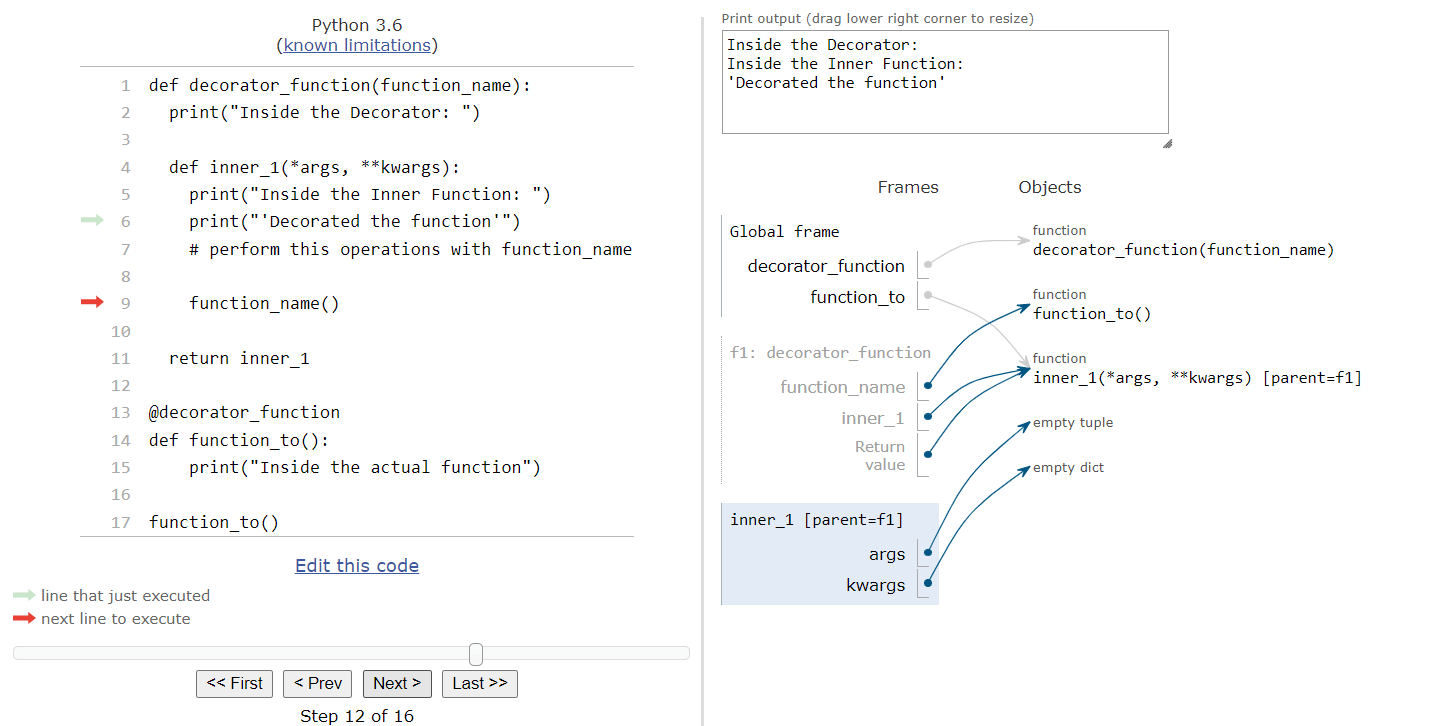 Python 3.6
(known limitations)
1 def decorator_function(function_name):
2 print("Inside the Decorator: ")
3
4 def inner_1(*args, **kwargs):
5 print("Inside the Inner Function: ")
6 print("'Decorated the function'")
7 # perform this operations with function_name
8
9 function_name()
10
11 return inner_1
12
13 @decorator_function
14 def function_to():
15 print("Inside the actual function")
16
17 function_to()
Edit this code
line that just executed
next line to execute
<< First < Prev Next > Last >>
Step 12 of 16
Print output (drag lower right corner to resize)
Inside the Decorator:
Inside the Inner Function:
'Decorated the function'
Frames Objects
Global frame
decorator_function
function_to
f1: decorator_function
function_name
inner_1
Return
value
inner_1 [parent=f1]
args
kwargs
function
decorator_function(function_name)
function
function_to()
function
inner_1(*args, **kwargs) [parent=f1]
empty tuple
empty dict